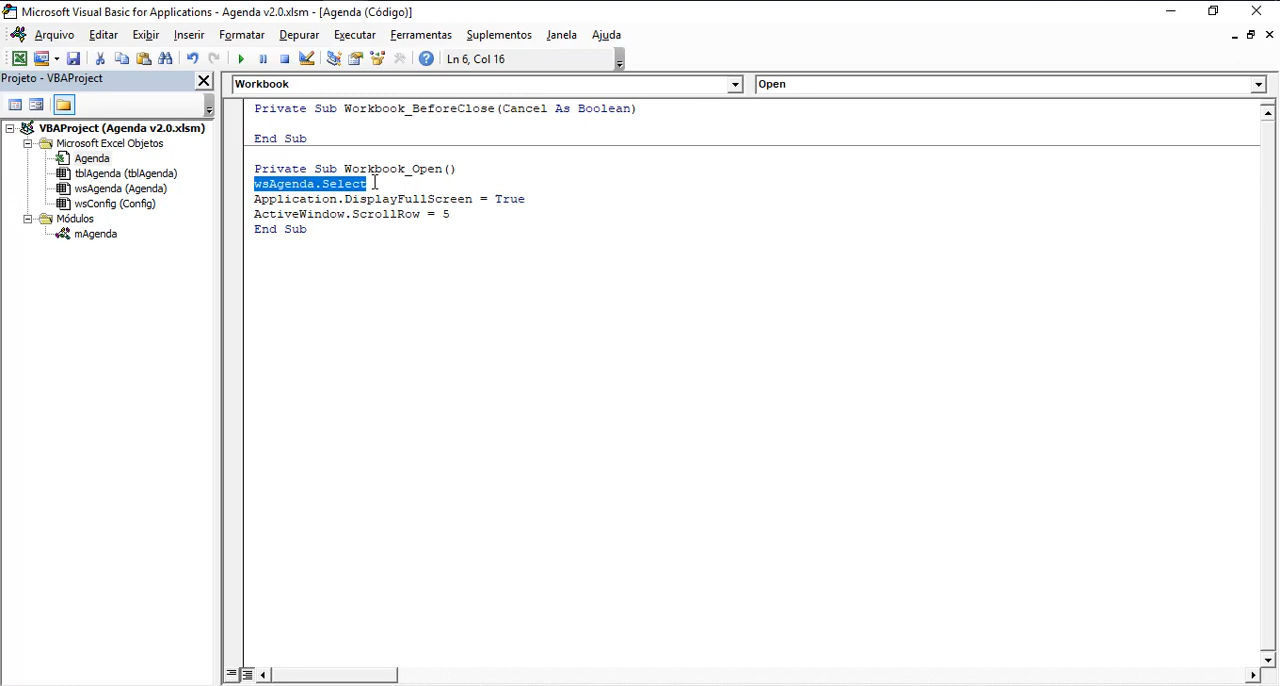 Microsoft Visual Basic for Applications - Agenda v2.0.xlsm - [Agenda (Código)]
Arquivo Editar Exibir Inserir Formatar Depurar Executar Ferramentas Suplementos Janela Ajuda
Ln 6, Col 16
Projeto - VBAProject
Workbook
Open
VBAProject (Agenda v2.0.xlsm)
Microsoft Excel Objetos
Agenda
tblAgenda (tblAgenda)
wsAgenda (Agenda)
wsConfig (Config)
Módulos
mAgenda
Private Sub Workbook_BeforeClose(Cancel As Boolean)
End Sub
Private Sub Workbook_Open()
wsAgenda.Select
Application.DisplayFullScreen = True
ActiveWindow.ScrollRow = 5
End Sub